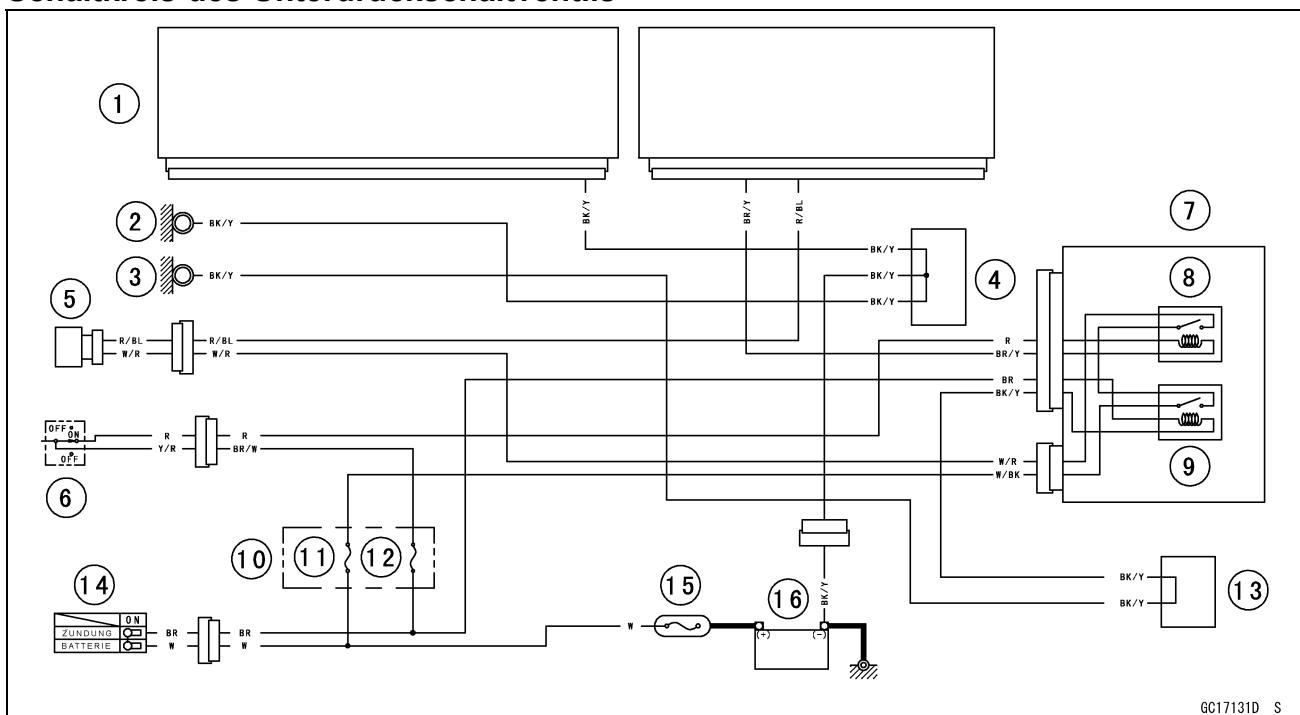 Schaltkreis des Unterdruckschaltventils
1
2
BK/Y
BK/Y
BR/Y
R/BL
7
3
BK/Y
BK/Y
BK/Y
BK/Y
4
8
5
R/BL
W/R
R/BL
W/R
R
BR/Y
BR
BK/Y
OFF
ON
OFF
R
Y/R
R
BR/W
6
W/R
W/BK
9
10
11
12
14
15
16
BK/Y
BK/Y
BK/Y
13
ON
ZUNDUNG
BATTERIE
BR
W
BR
W
W
(+)
(-)
GC17131D S